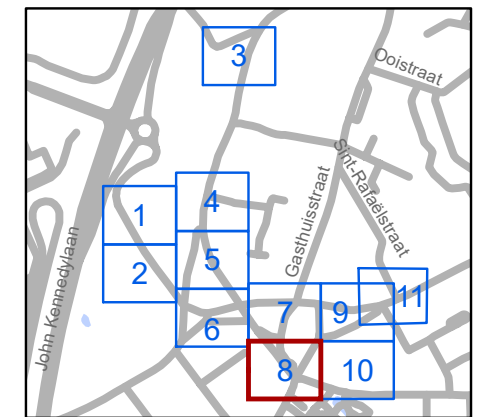 3
Ooistraat
Sint-Rafaëlstraat
Gasthuisstraat
John Kennedylaan
1
4
2
5
6
7
9
11
8
10